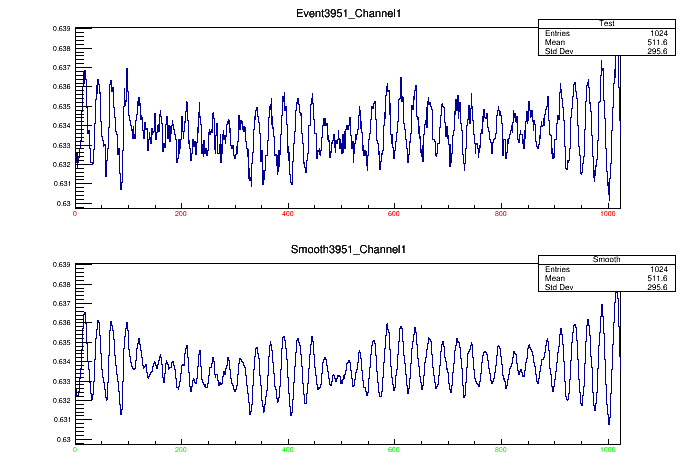 Event3951_Channel1
Test
Entries 1024
Mean 511.6
Std Dev 295.6
0.639
0.638
0.637
0.636
0.635
0.634
0.633
0.632
0.631
0.63
0 200 400 600 800 1000
Smooth3951_Channel1
Smooth
Entries 1024
Mean 511.6
Std Dev 295.6
0.639
0.638
0.637
0.636
0.635
0.634
0.633
0.632
0.631
0.63
0 200 400 600 800 1000